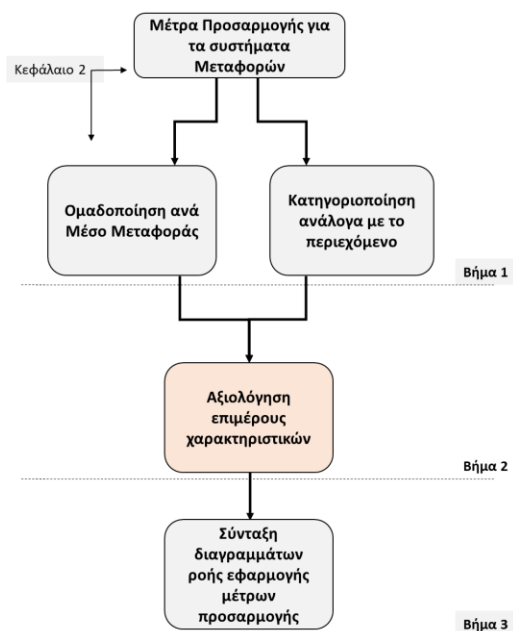 Μέτρα Προσαρμογής για
τα συστήματα
Μεταφορών
Κεφάλαιο 2
Ομαδοποίηση ανά
Μέσο Μεταφοράς
Κατηγοριοποίηση
ανάλογα με το
περιεχόμενο
Βήμα 1
Αξιολόγηση
επιμέρους
χαρακτηριστικών
Βήμα 2
Σύνταξη
διαγραμμάτων
ροής εφαρμογής
μέτρων
προσαρμογής
Βήμα 3